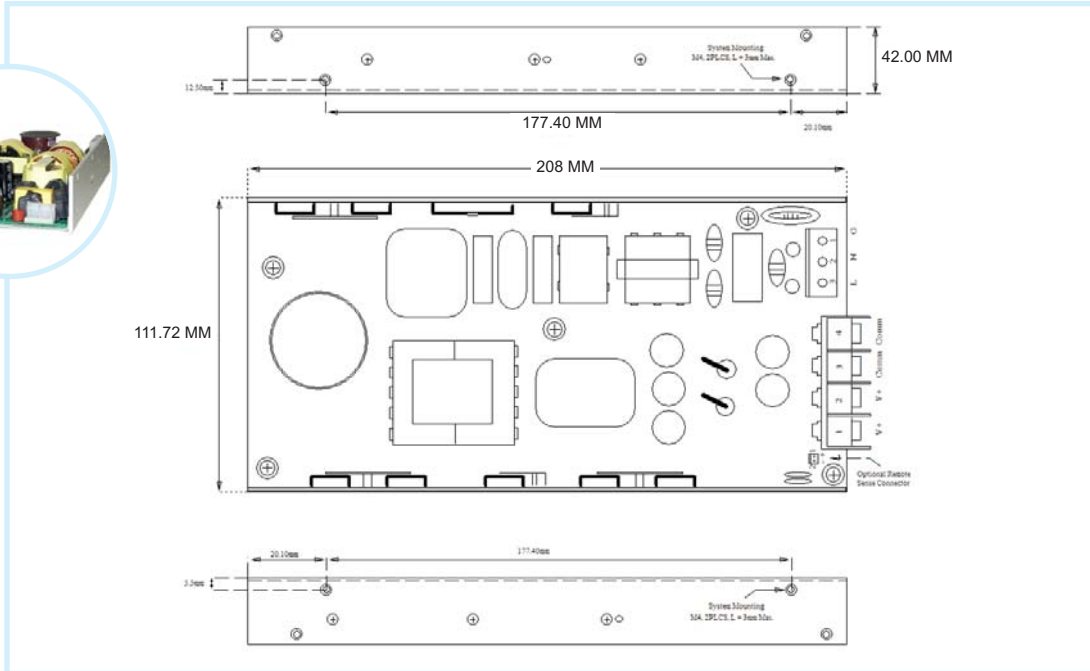 System Mounting
M4, 2PLCS, L = 3mm Max.
42.00 MM
12.50mm
177.40 MM
20.10mm
208 MM
111.72 MM
G
N
L
1
2
3
4
3
2
1
Comm
Comm
V+
V+
Optional Remote
Sense Connector
20.10mm
177.40mm
3.5mm
System Mounting
M4, 2PLCS, L = 3mm Max.